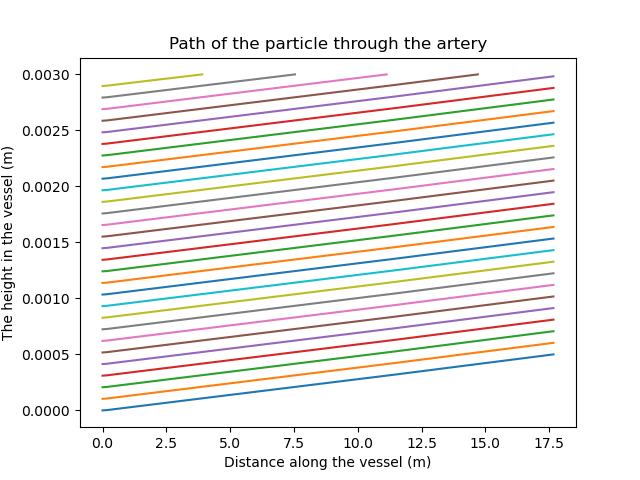 Path of the particle through the artery
The height in the vessel (m)
0.0030
0.0025
0.0020
0.0015
0.0010
0.0005
0.0000
0.0 2.5 5.0 7.5 10.0 12.5 15.0 17.5
Distance along the vessel (m)